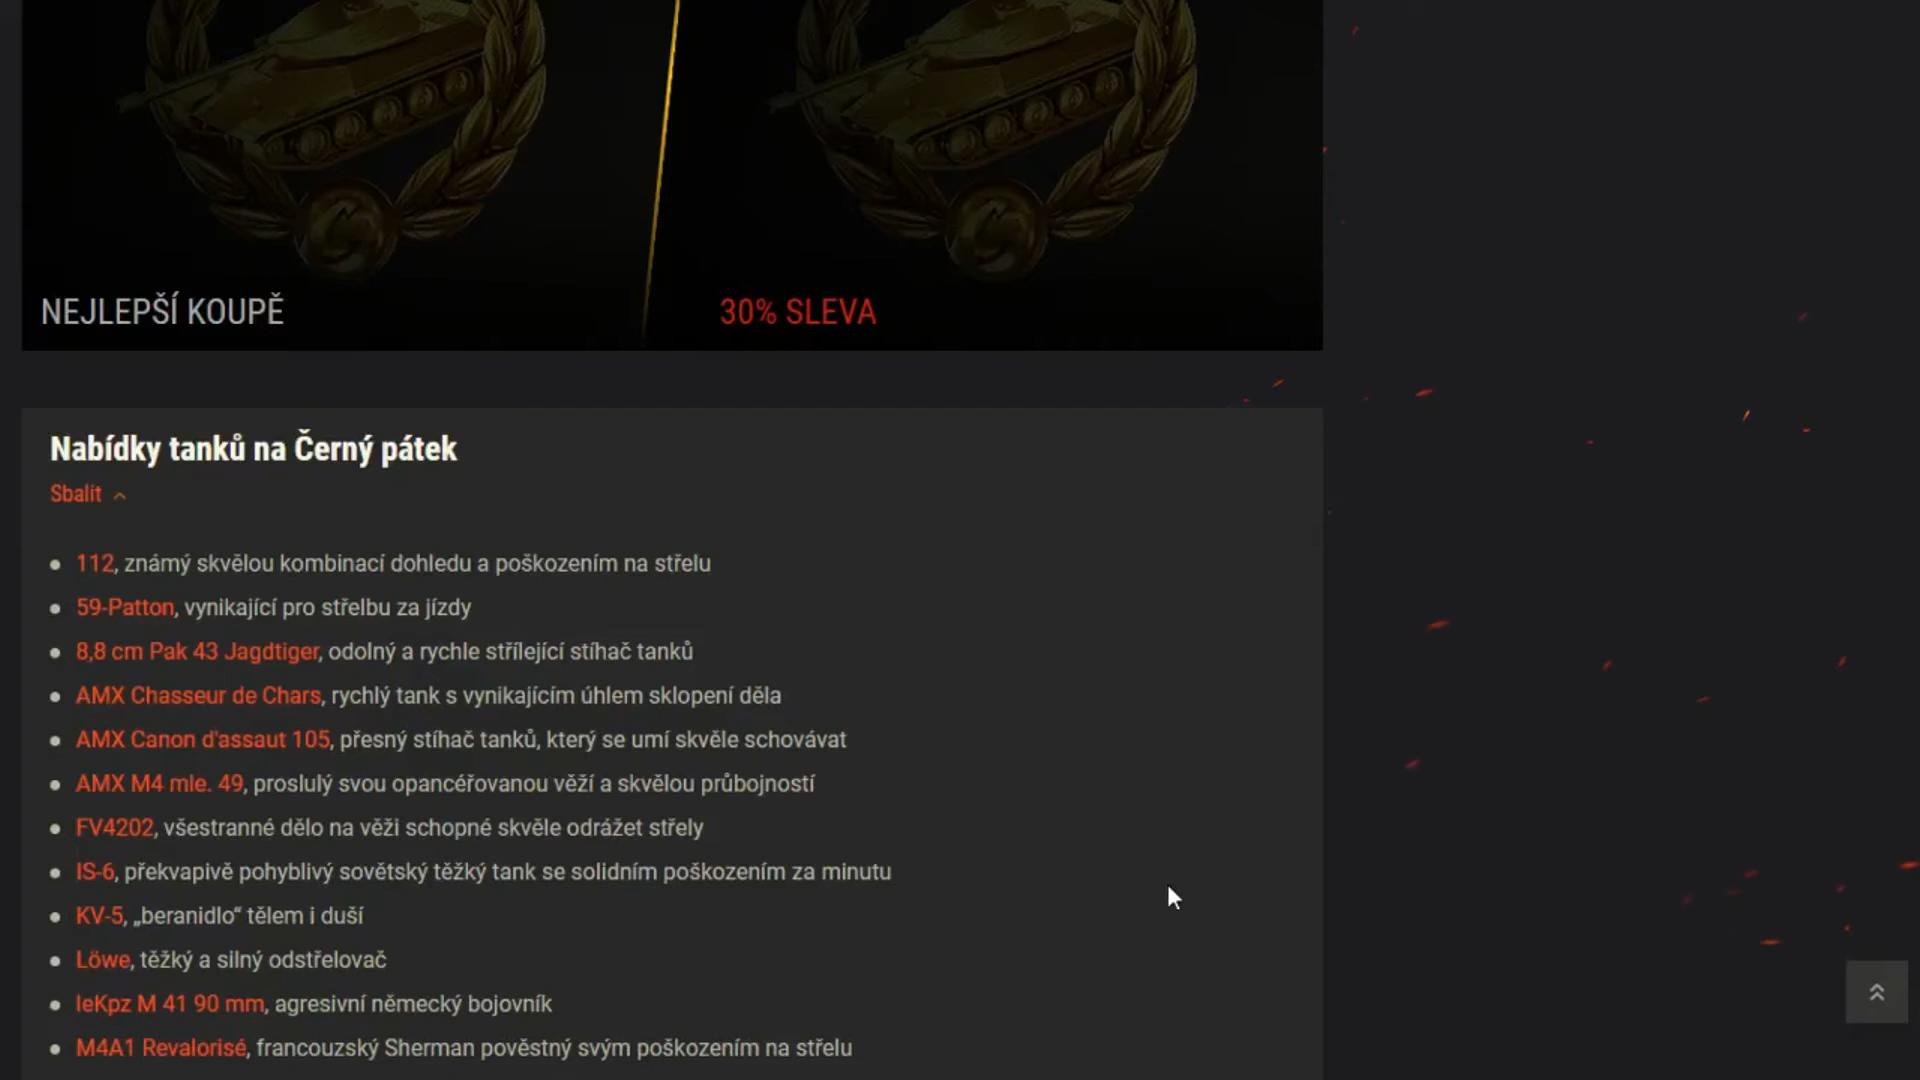 NEJLEPŠÍ KOUPĚ
30% SLEVA
Nabídky tanků na Černý pátek
Sbalit
112, známý skvělou kombinací dohledu a poškozením na střelu
59-Patton, vynikající pro střelbu za jízdy
8,8 cm Pak 43 Jagdtiger, odolný a rychle střílející stíhač tanků
AMX Chasseur de Chars, rychlý tank s vynikajícím úhlem sklopení děla
AMX Canon d'assaut 105, přesný stíhač tanků, který se umí skvěle schovávat
AMX M4 mle. 49, proslulý svou opancéřovanou věží a skvělou průbojností
FV4202, všestranné dělo na věži schopné skvěle odrážet střely
IS-6, překvapivě pohyblivý sovětský těžký tank se solidním poškozením za minutu
KV-5, „beranidlo“ tělem i duší
Löwe, těžký a silný odstřelovač
leKpz M 41 90 mm, agresivní německý bojovník
M4A1 Revalorisé, francouzský Sherman pověstný svým poškozením na střelu